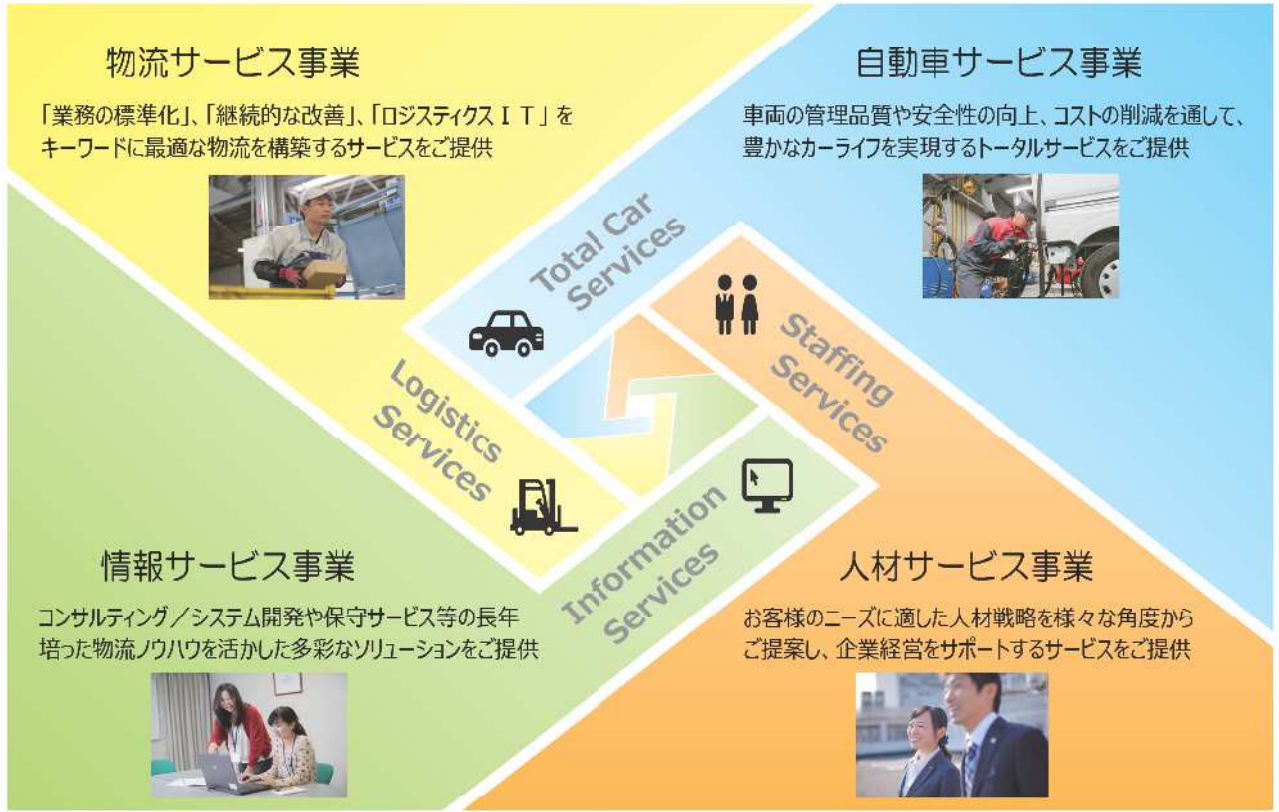 物流サービス事業
「業務の標準化」、「継続的な改善」、「ロジスティクスＩＴ」を
キーワードに最適な物流を構築するサービスをご提供
自動車サービス事業
車両の管理品質や安全性の向上、コストの削減を通して、
豊かなカーライフを実現するトータルサービスをご提供
Total Car
Services
Staffing
Services
Logistics
Services
Information
Services
情報サービス事業
コンサルティング／システム開発や保守サービス等の長年
培った物流ノウハウを活かした多彩なソリューションをご提供
人材サービス事業
お客様のニーズに適した人材戦略を様々な角度から
ご提案し、企業経営をサポートするサービスをご提供